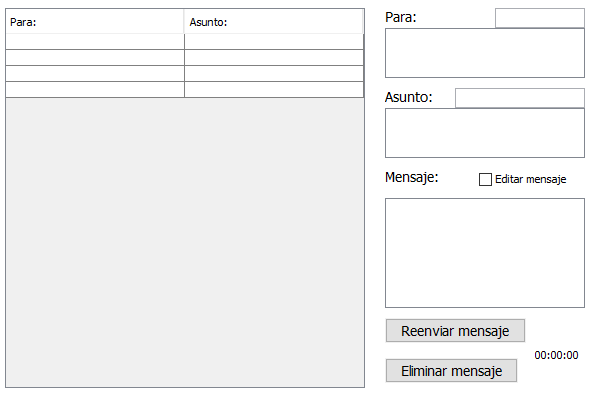 Para:
Asunto:
Para:
Asunto:
Mensaje:
Editar mensaje
Reenviar mensaje
00:00:00
Eliminar mensaje